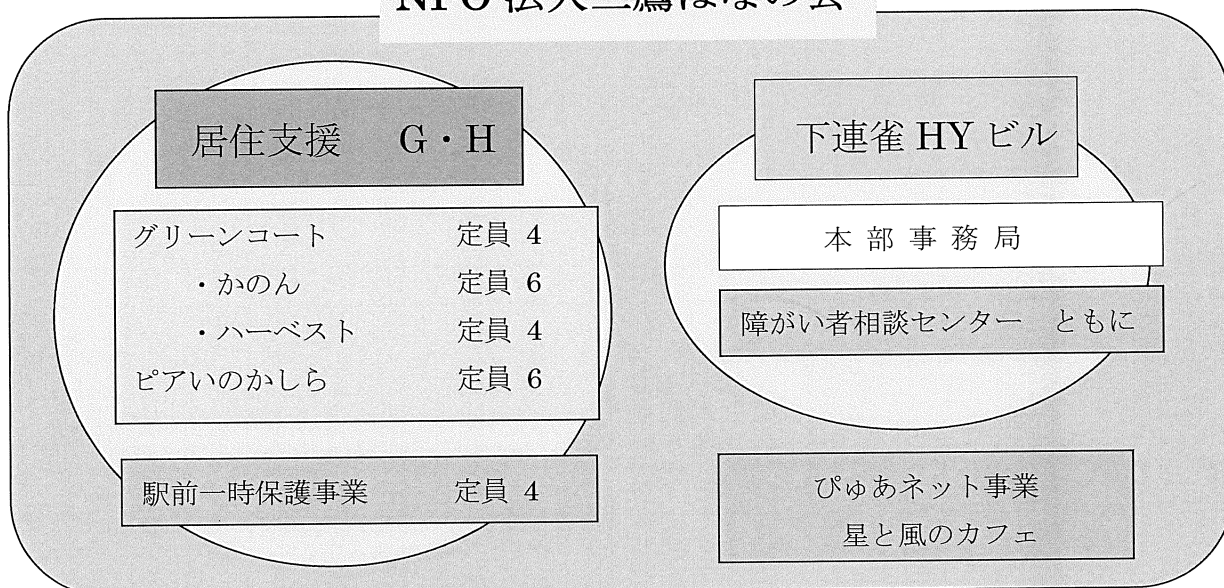 NPO法人三鷹はなの会
居住支援　G・H
グリーンコート　定員 4
・かのん　定員 6
・ハーベスト　定員 4
ピアいのかしら　定員 6
駅前一時保護事業　定員 4
下連雀 HY ビル
本 部 事 務 局
障がい者相談センター　ともに
ぴゅあネット事業
星と風のカフェ